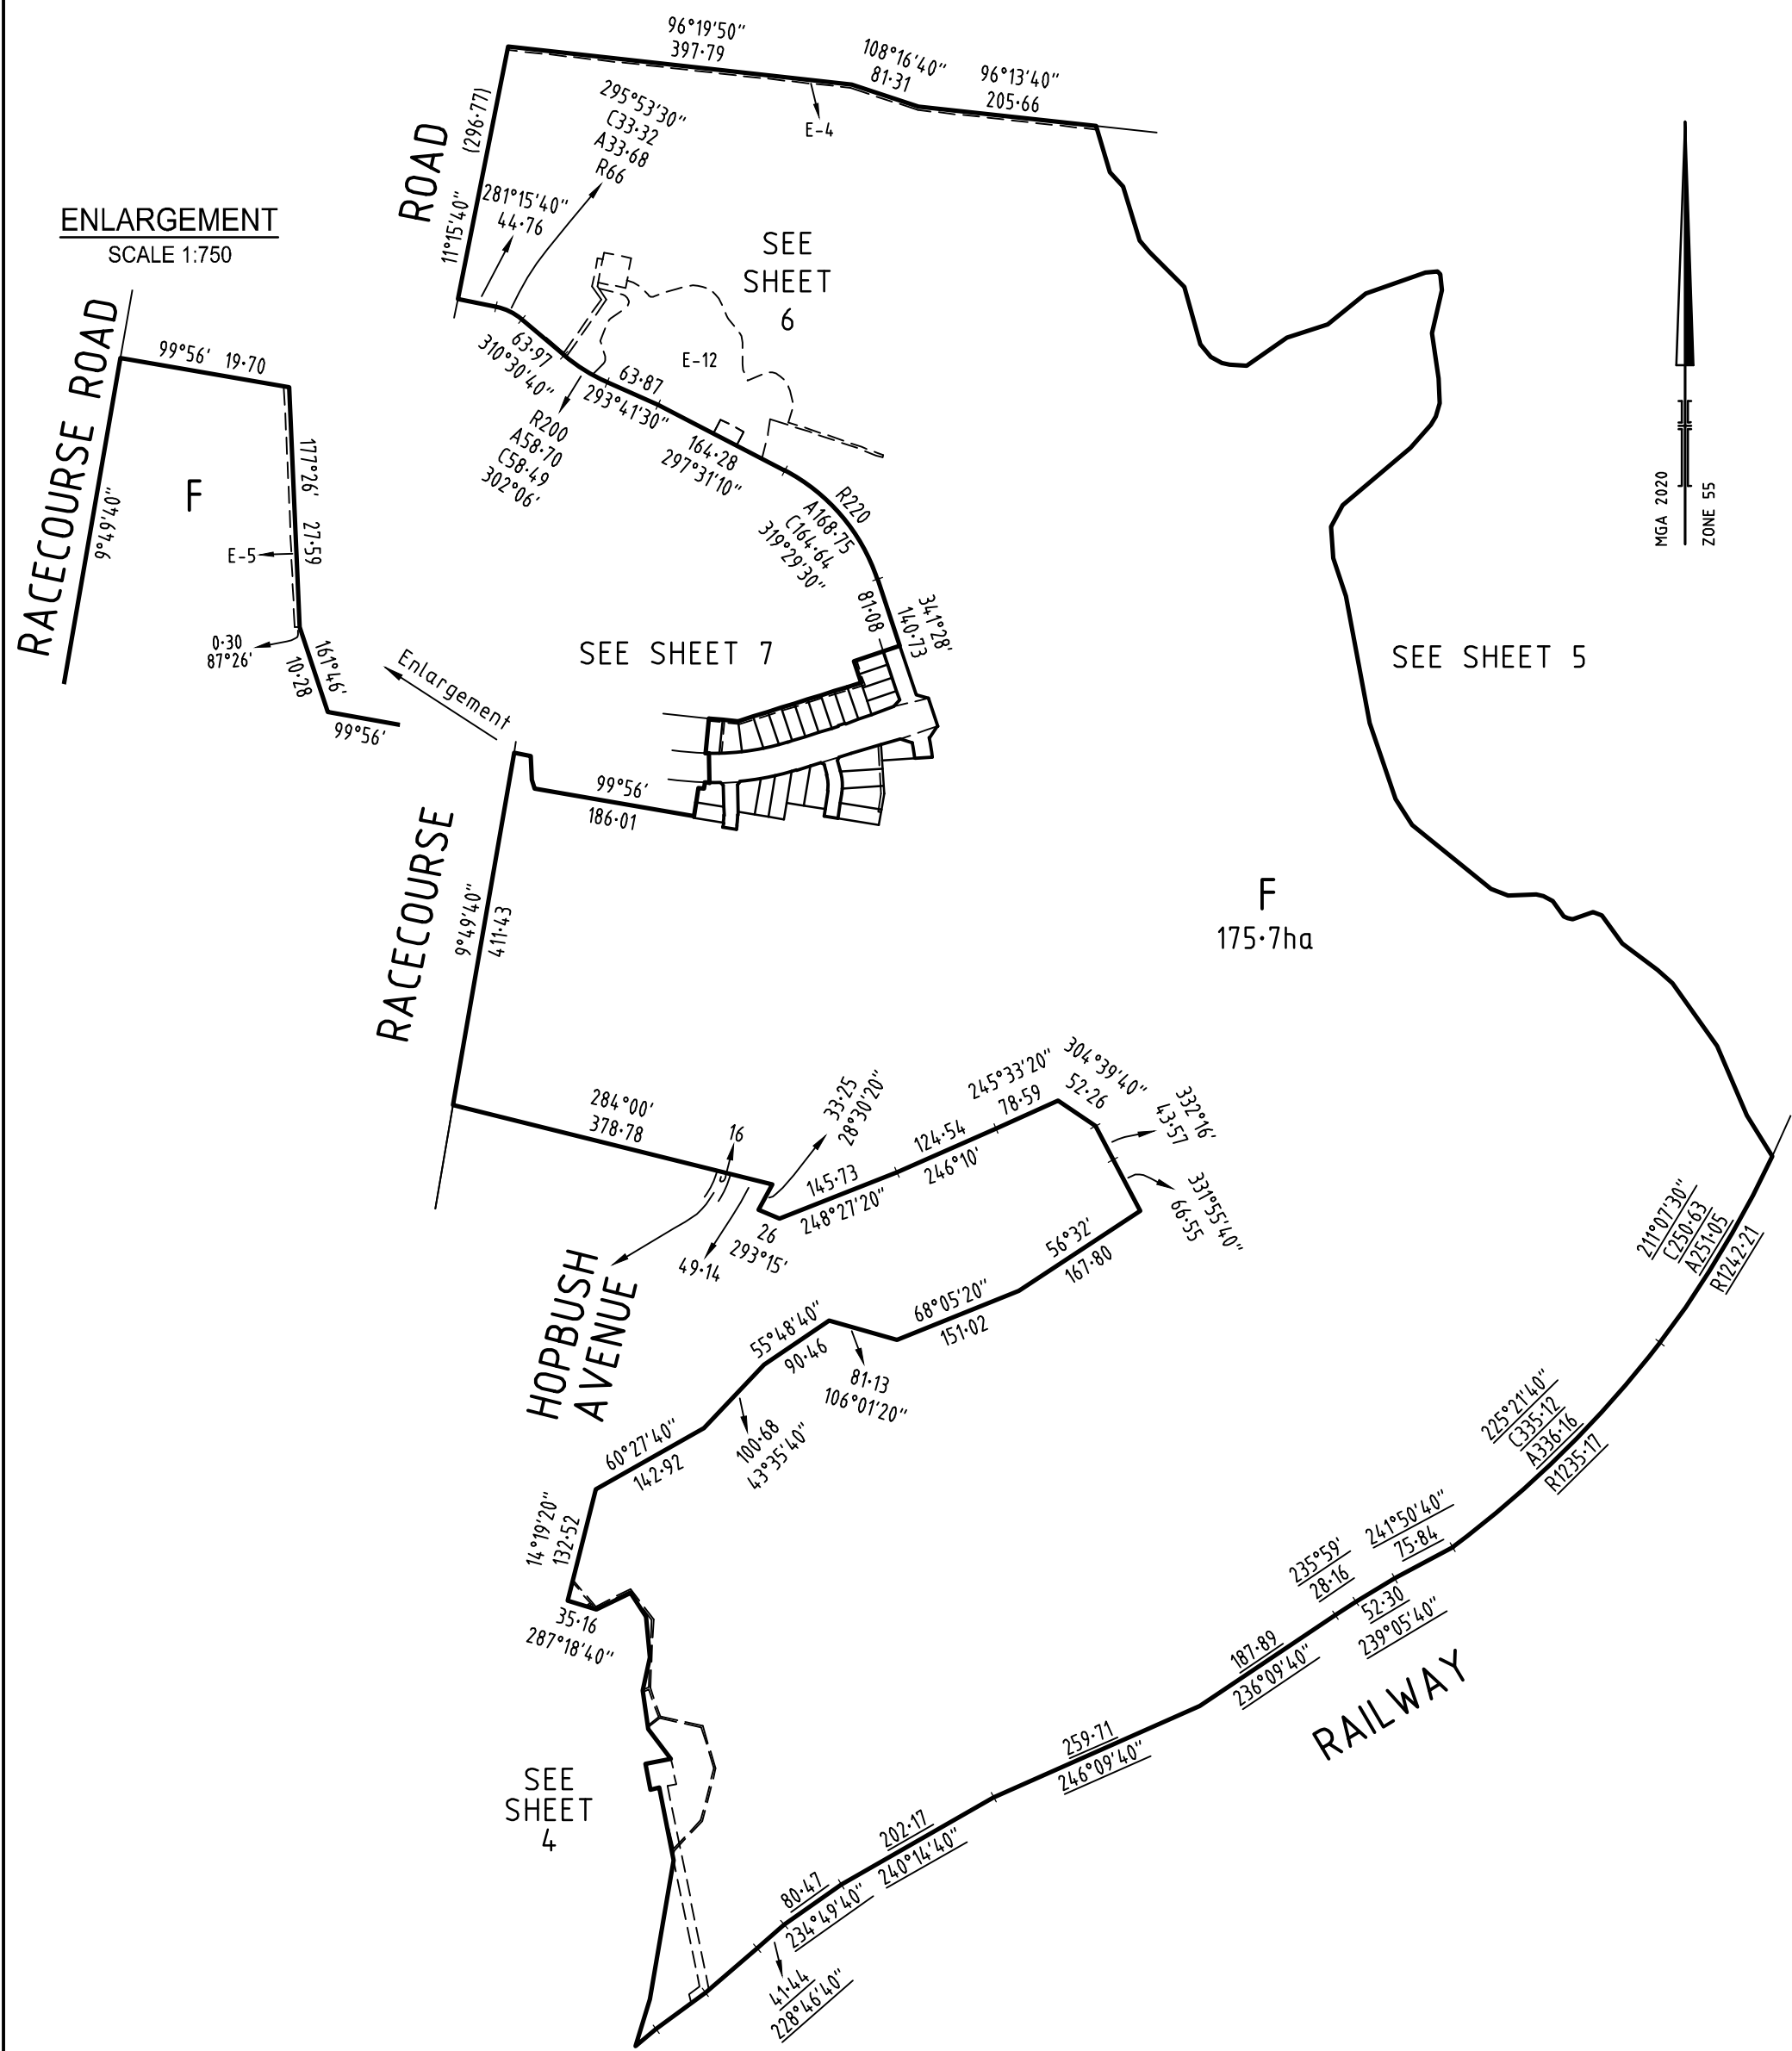 96°19'50"
397·79
108°16'40"
81·31
96°13'40"
205·66
E-4
ROAD
(296·77)
11°15'40"
295°53'30"
C33·32
A33·68
R66
281°15'40"
44·76
ENLARGEMENT
SCALE 1:750
RACECOURSE ROAD
9°49'40"
99°56' 19·70
F
177°26' 27·59
E-5
0·30
87°26'
161°46'
10·28
99°56'
Enlargement
SEE
SHEET
6
E-12
63·97
310°30'40"
63·87
293°41'30"
R200
A58·70
C58·49
302°06'
164·28
297°31'10"
R220
A168·75
C164·64
319°29'30"
81·08
341°28'
140·73
SEE SHEET 7
SEE SHEET 5
MGA 2020
ZONE 55
99°56'
186·01
RACECOURSE
9°49'40"
411·43
F
175·7ha
284°00'
378·78
16
33·25
28°30'20"
49·14
26
293°15'
145·73
248°27'20"
124·54
246°10'
245°33'20"
78·59
304°39'40"
52·26
332°16'
43·57
331°55'40"
66·55
HOPBUSH
AVENUE
56°32'
167·80
68°05'20"
151·02
81·13
106°01'20"
55°48'40"
90·46
100·68
43°35'40"
60°27'40"
142·92
14°19'20"
132·52
35·16
287°18'40"
211°07'30"
C250·63
A251·05
R1242·21
225°21'40"
C335·12
A336·16
R1235·17
241°50'40"
75·84
235°59'
28·16
52·30
239°05'40"
187·89
236°09'40"
RAILWAY
259·71
246°09'40"
202·17
240°14'40"
80·47
234°49'40"
41·44
228°46'40"
SEE
SHEET
4